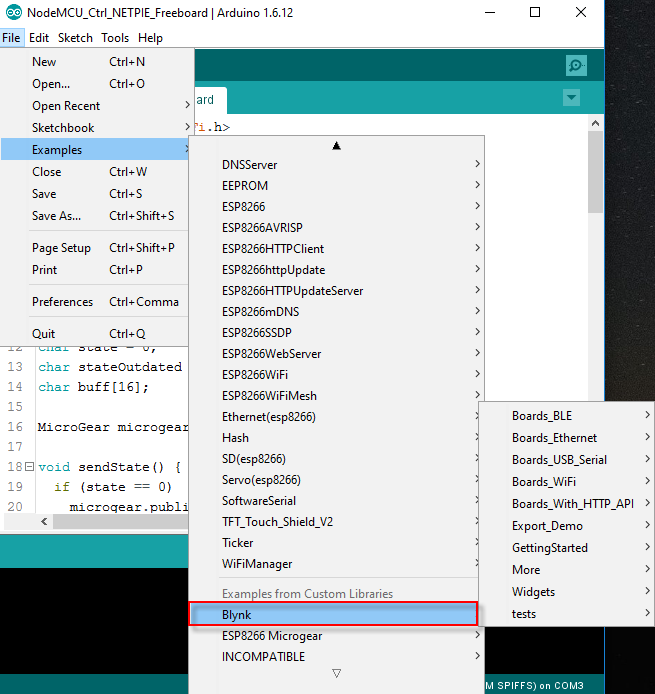 NodeMCU_Ctrl_NETPIE_Freeboard | Arduino 1.6.12
File Edit Sketch Tools Help
New Ctrl+N
Open... Ctrl+O
Open Recent
Sketchbook
Examples
Close Ctrl+W
Save Ctrl+S
Save As... Ctrl+Shift+S
Page Setup Ctrl+Shift+P
Print Ctrl+P
Preferences Ctrl+Comma
Quit Ctrl+Q
ard
i.h>
DNSServer
EEPROM
ESP8266
ESP8266AVRISP
ESP8266HTTPClient
ESP8266httpUpdate
ESP8266HTTPUpdateServer
ESP8266mDNS
ESP8266SSDP
ESP8266WebServer
ESP8266WiFi
ESP8266WiFiMesh
Ethernet(esp8266)
Hash
SD(esp8266)
Servo(esp8266)
SoftwareSerial
TFT_Touch_Shield_V2
Ticker
WiFiManager
Examples from Custom Libraries
Blynk
ESP8266 Microgear
INCOMPATIBLE
Boards_BLE
Boards_Ethernet
Boards_USB_Serial
Boards_WiFi
Boards_With_HTTP_API
Export_Demo
GettingStarted
More
Widgets
tests
12 char state = 0;
13 char stateOutdated
14 char buff[16];
15
16 MicroGear microgear
17
18 void sendState() {
19 if (state == 0)
20 microgear.publi
M SPIFFS) on COM3